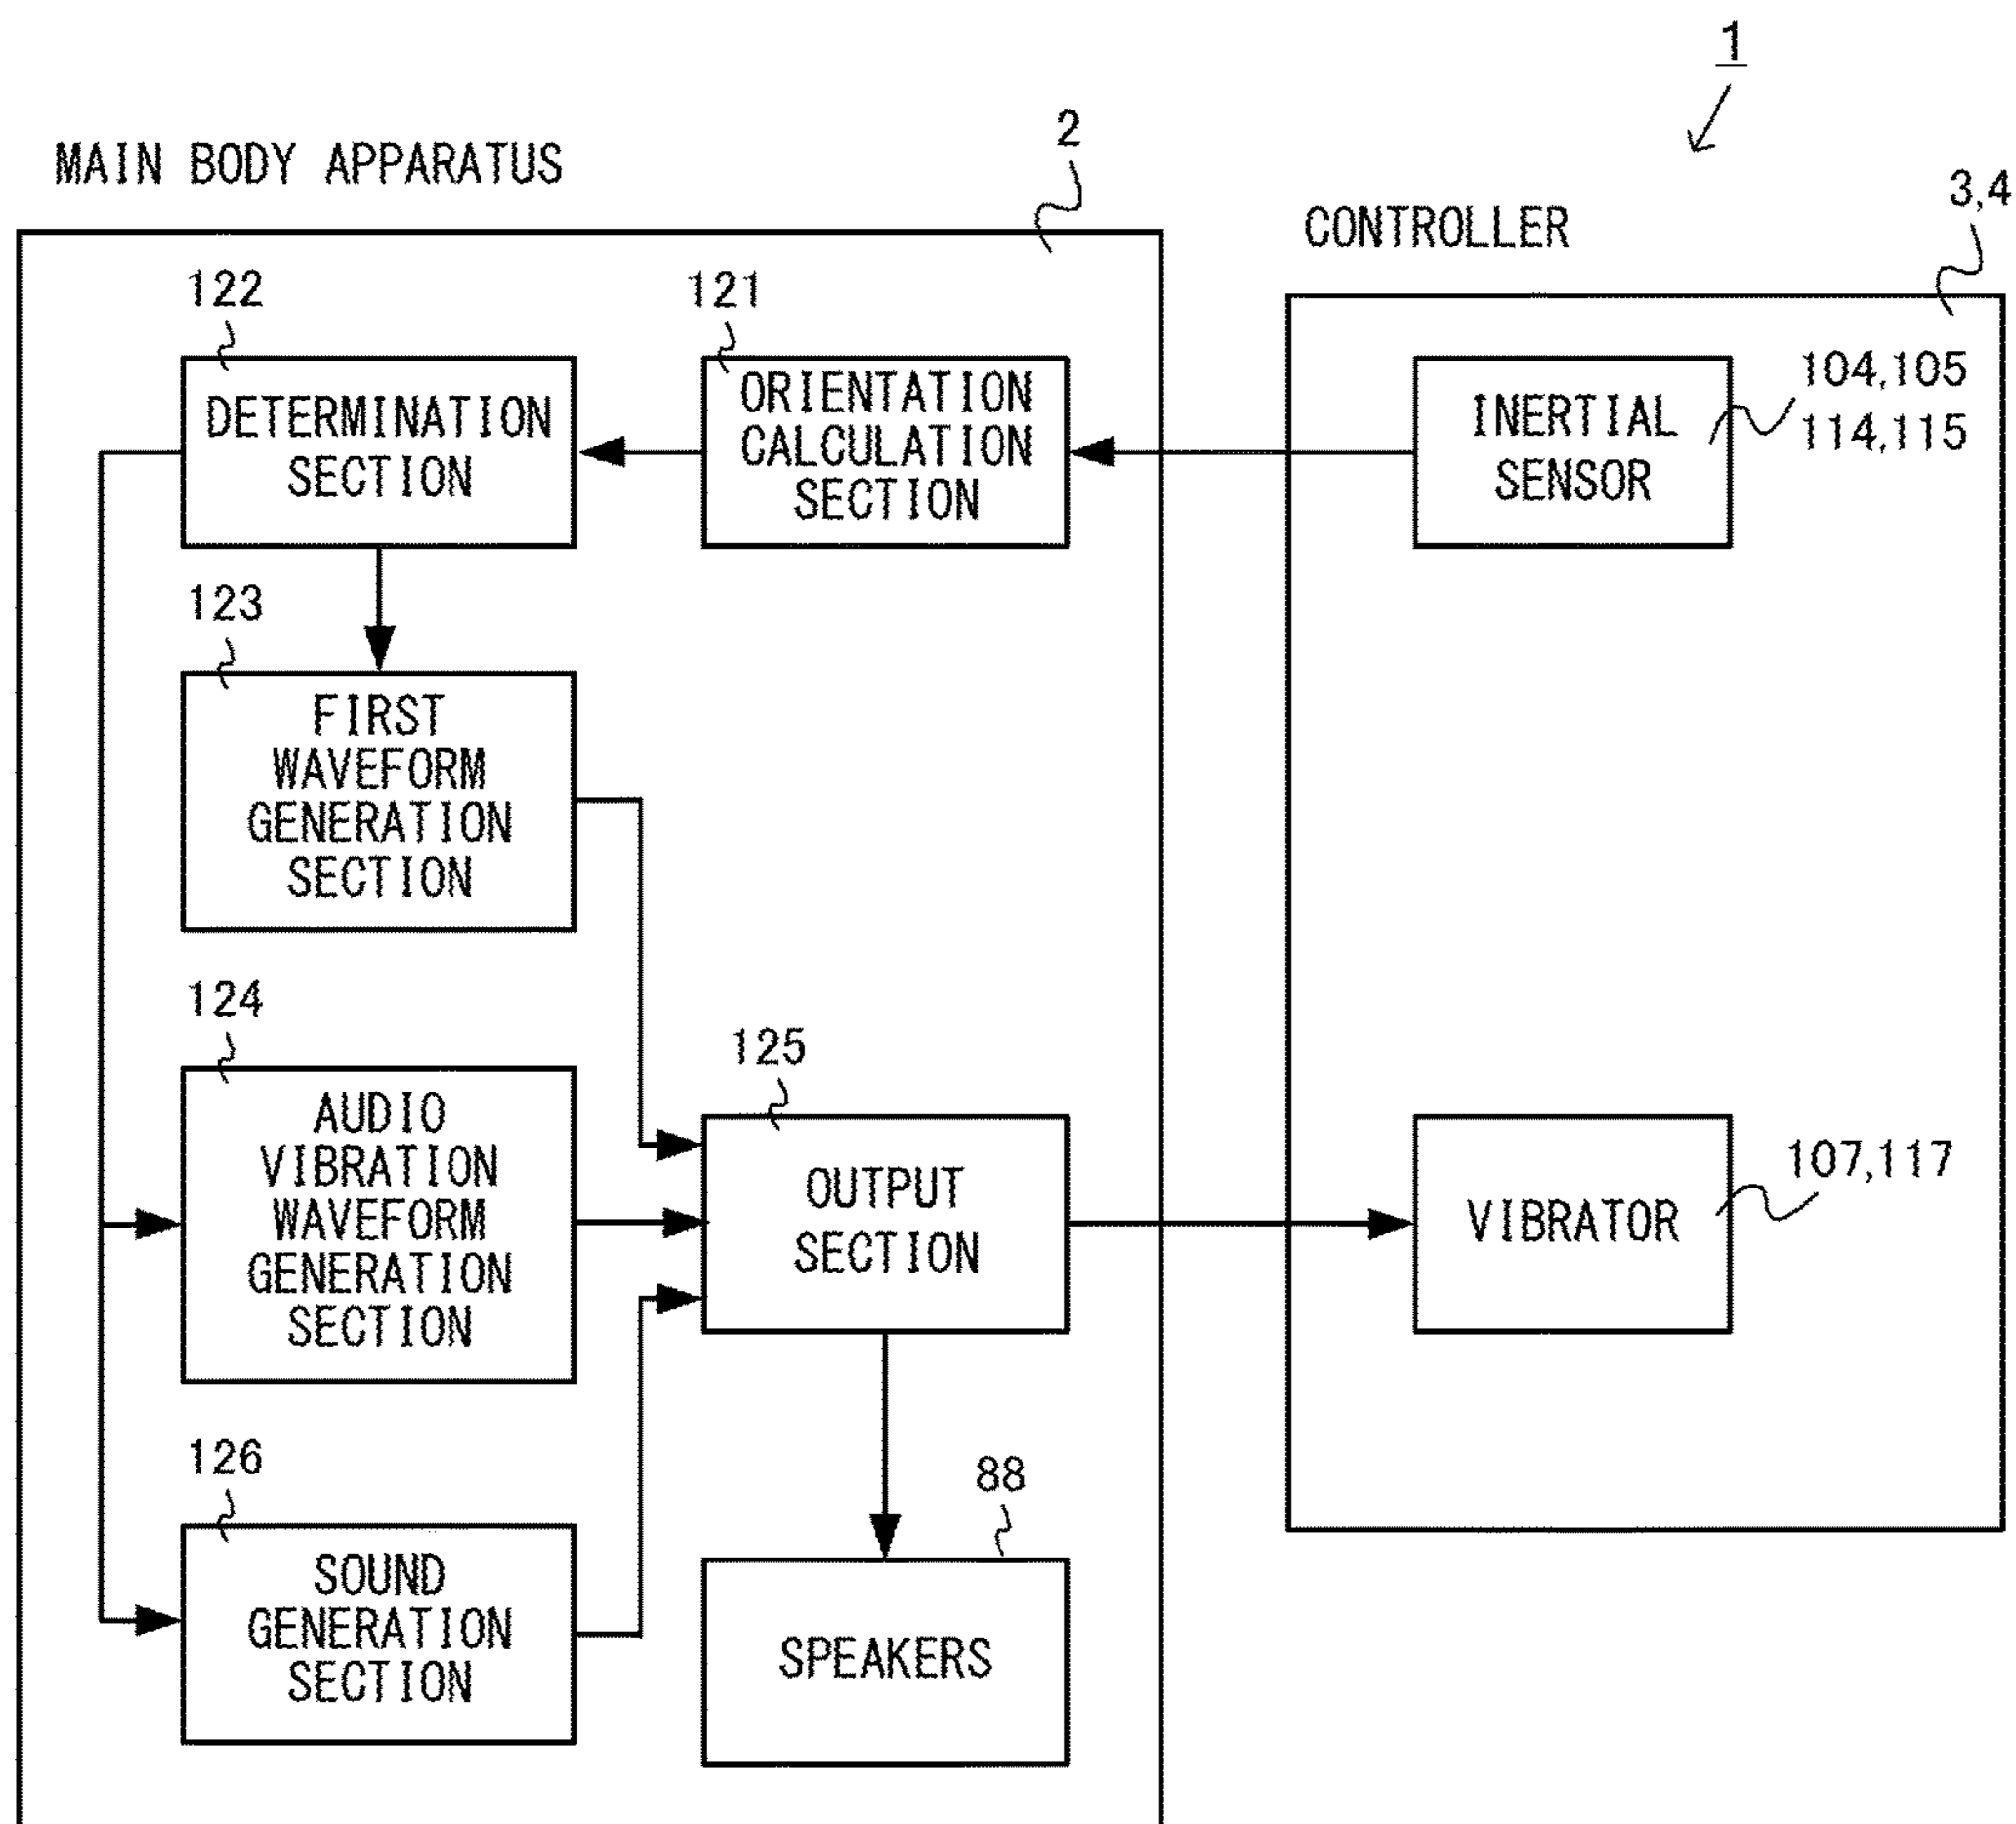 1
2
MAIN BODY APPARATUS
3,4
CONTROLLER
122
121
DETERMINATION
SECTION
ORIENTATION
CALCULATION
SECTION
INERTIAL
SENSOR
104,105
114,115
123
FIRST
WAVEFORM
GENERATION
SECTION
124
AUDIO
VIBRATION
WAVEFORM
GENERATION
SECTION
125
OUTPUT
SECTION
VIBRATOR
107,117
126
SOUND
GENERATION
SECTION
88
SPEAKERS